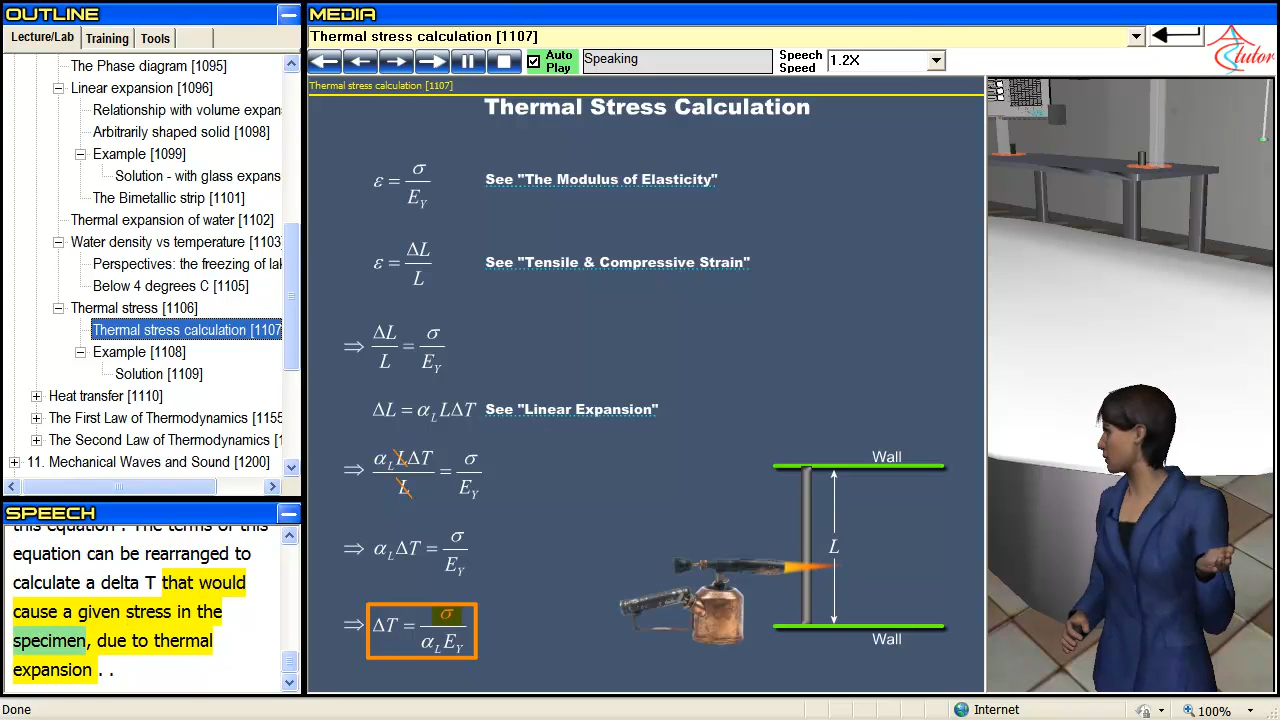 OUTLINE
Lecture/Lab Training Tools
The Phase diagram [1095]
Linear expansion [1096]
Relationship with volume expan
Arbitrarily shaped solid [1098]
Example [1099]
Solution - with glass expans
The Bimetallic strip [1101]
Thermal expansion of water [1102]
Water density vs temperature [1103
Perspectives: the freezing of lak
Below 4 degrees C [1105]
Thermal stress [1106]
Thermal stress calculation [1107
Example [1108]
Solution [1109]
Heat transfer [1110]
The First Law of Thermodynamics [1155
The Second Law of Thermodynamics [1
11. Mechanical Waves and Sound [1200]
SPEECH
this equation . The terms of this
equation can be rearranged to
calculate a delta T that would
cause a given stress in the
specimen, due to thermal
expansion . .
MEDIA
Thermal stress calculation [1107]
Auto Play
Speaking
Speech Speed
1.2X
tutor
Thermal stress calculation [1107]
Thermal Stress Calculation
ε = σ / E_Y See "The Modulus of Elasticity"
ε = ΔL / L See "Tensile & Compressive Strain"
⇒ ΔL / L = σ / E_Y
ΔL = α_L LΔT See "Linear Expansion"
⇒ α_L LΔT / L = σ / E_Y
⇒ α_L ΔT = σ / E_Y
⇒ ΔT = σ / α_L E_Y
Wall
L
Wall
Done
Internet
100%